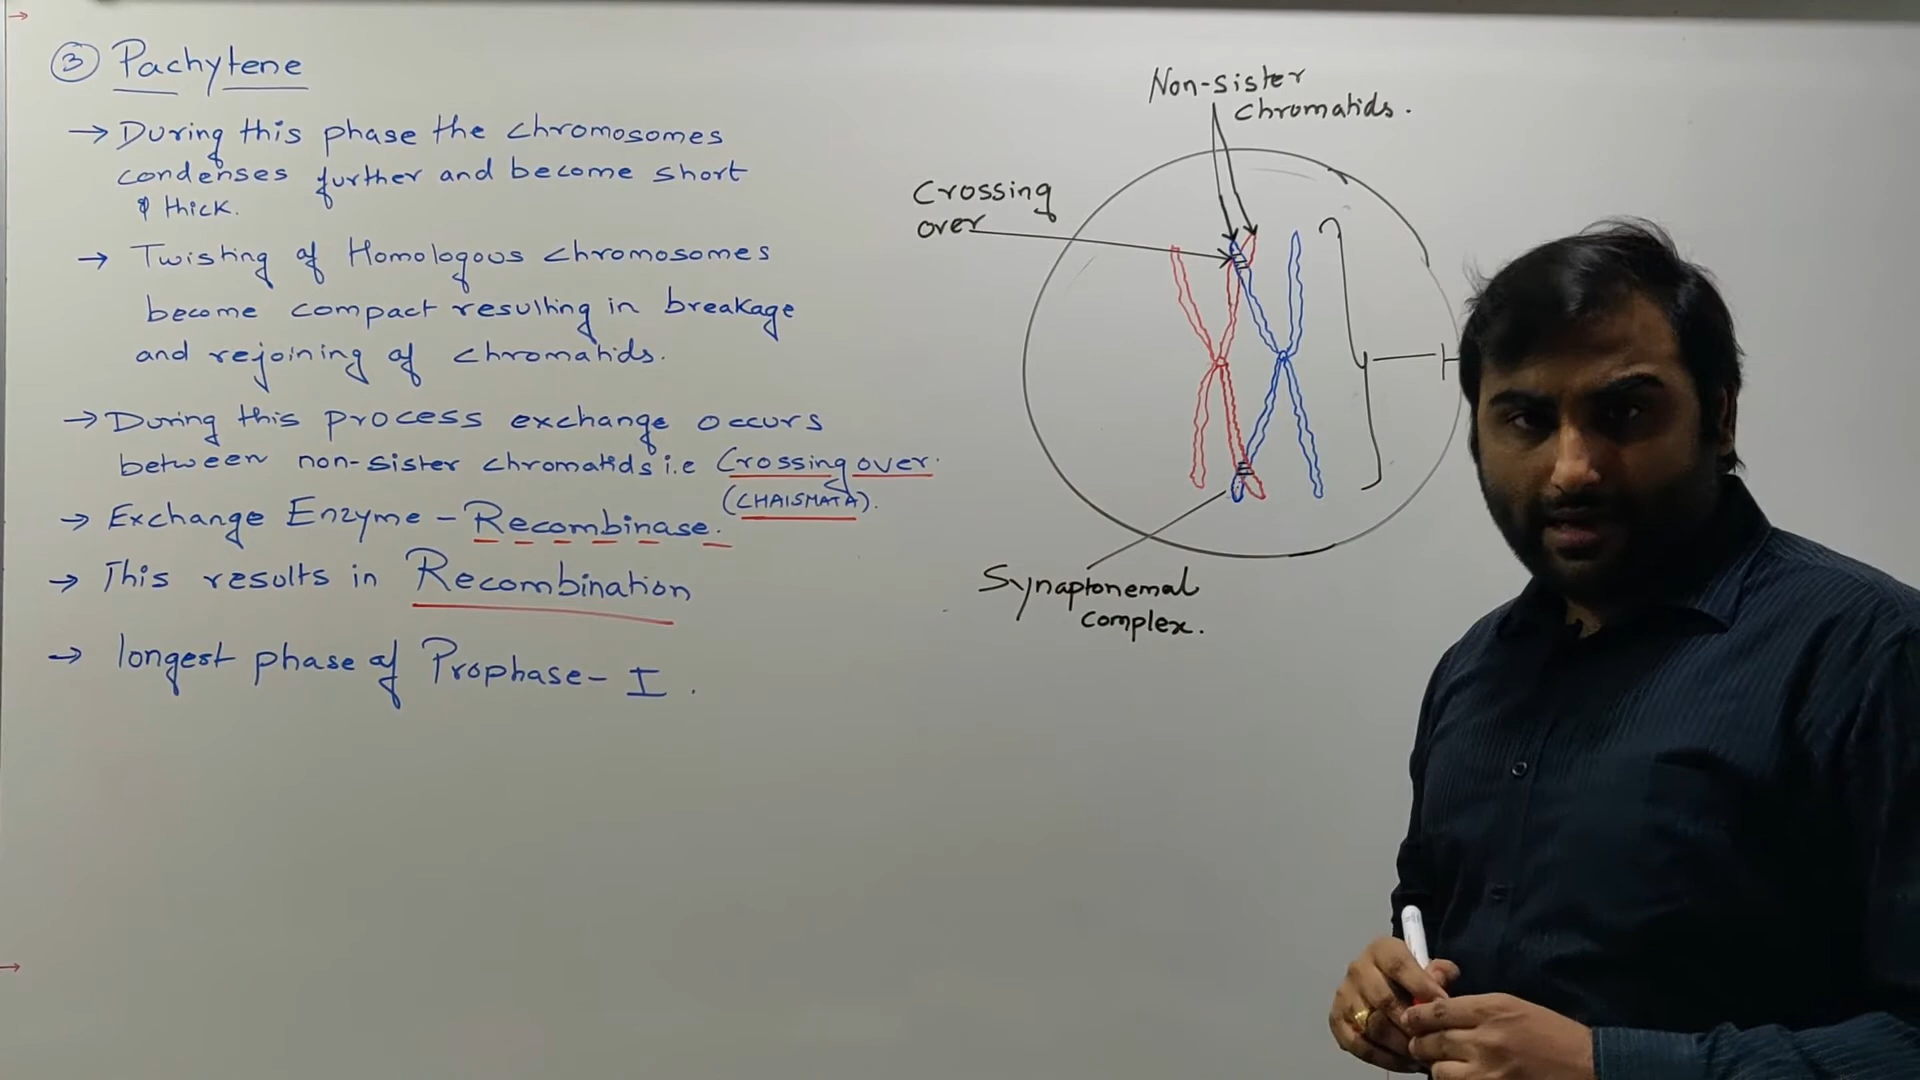 ③ Pachytene
→ During this phase the chromosomes
condenses further and become short
& thick.
→ Twisting of Homologous chromosomes
become compact resulting in breakage
and rejoining of chromatids.
→ During this process exchange occurs
between non-sister chromatids i.e Crossing over.
(CHAISMATA).
→ Exchange Enzyme - Recombinase.
→ This results in Recombination
→ longest phase of Prophase - I.
Non-sister
chromatids.
Crossing
over
Synaptonemal
complex.